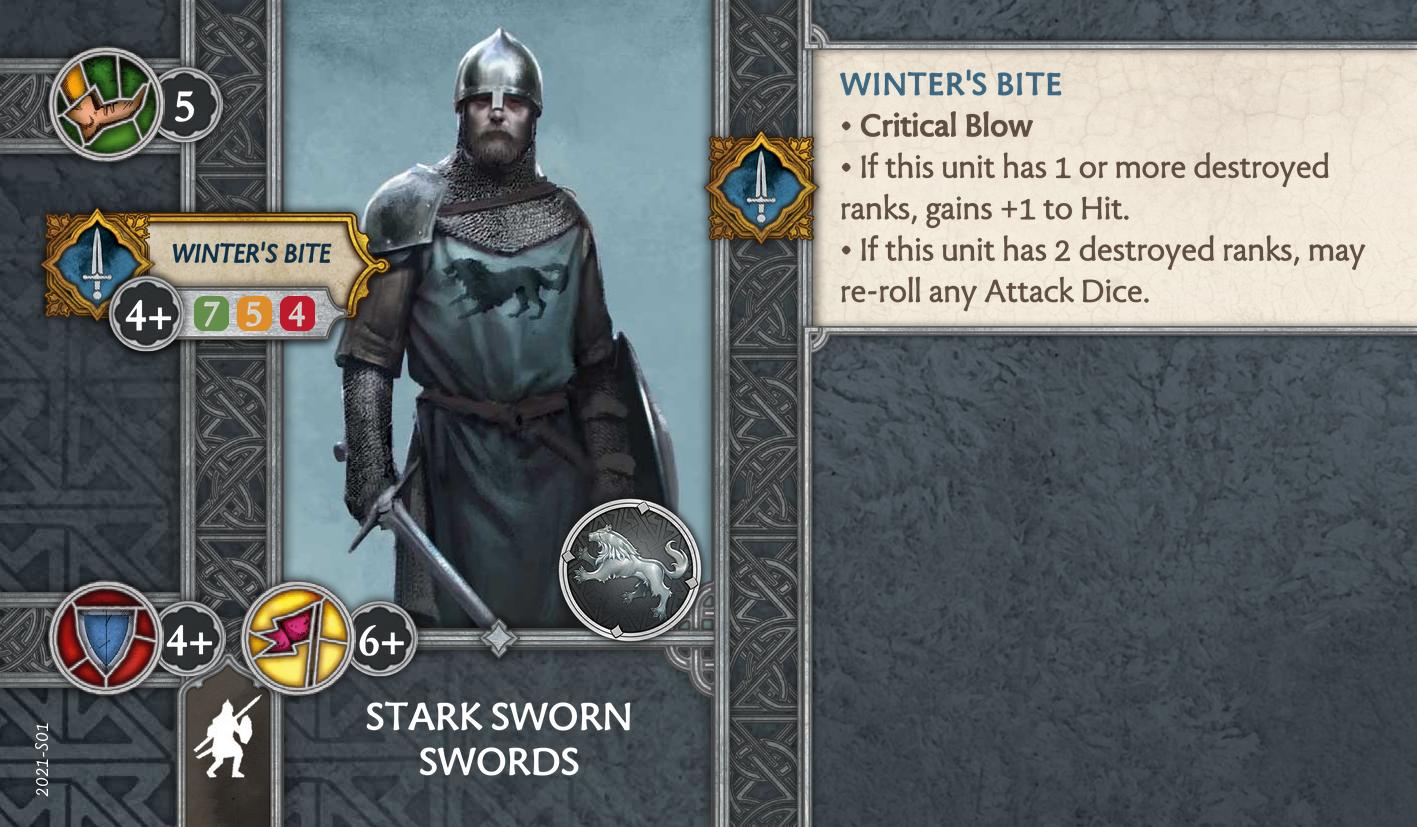 5
WINTER'S BITE
4+ 7 5 4
4+ 6+
STARK SWORN
SWORDS
2021-S01
WINTER'S BITE
• Critical Blow
• If this unit has 1 or more destroyed
ranks, gains +1 to Hit.
• If this unit has 2 destroyed ranks, may
re-roll any Attack Dice.